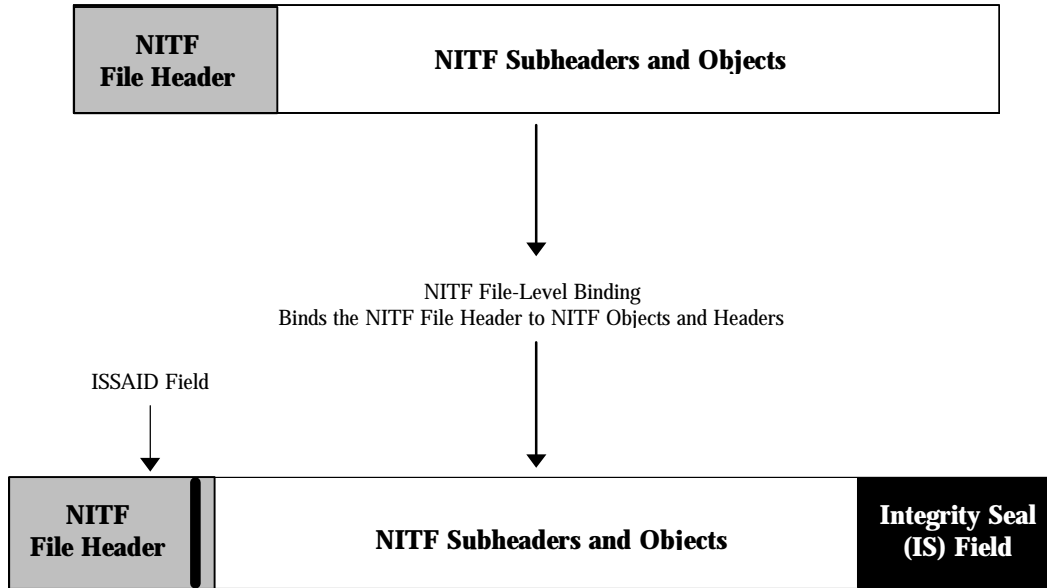 NITF
File Header
NITF Subheaders and Objects
NITF File-Level Binding
Binds the NITF File Header to NITF Objects and Headers
ISSAID Field
NITF
File Header
NITF Subheaders and Objects
Integrity Seal
(IS) Field